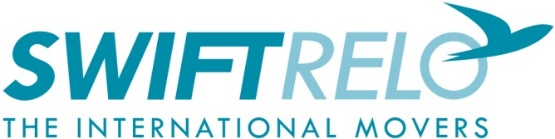 SWIFTRELO
THE INTERNATIONAL MOVERS